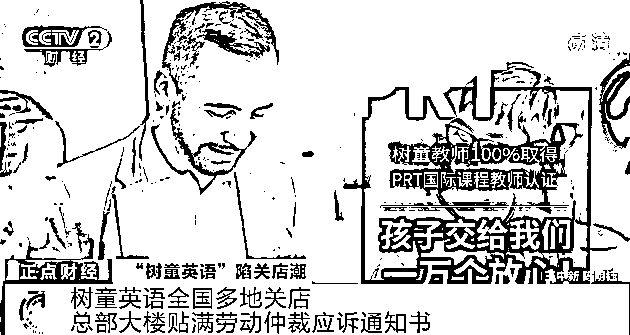 CCTV 2
财经
高清
PRT
树童教师100%取得
PRT国际课程教师认证
孩子交给我们
一万个放心
正点财经
“树童英语”陷关店潮
树童英语全国多地关店
总部大楼贴满劳动仲裁应诉通知书